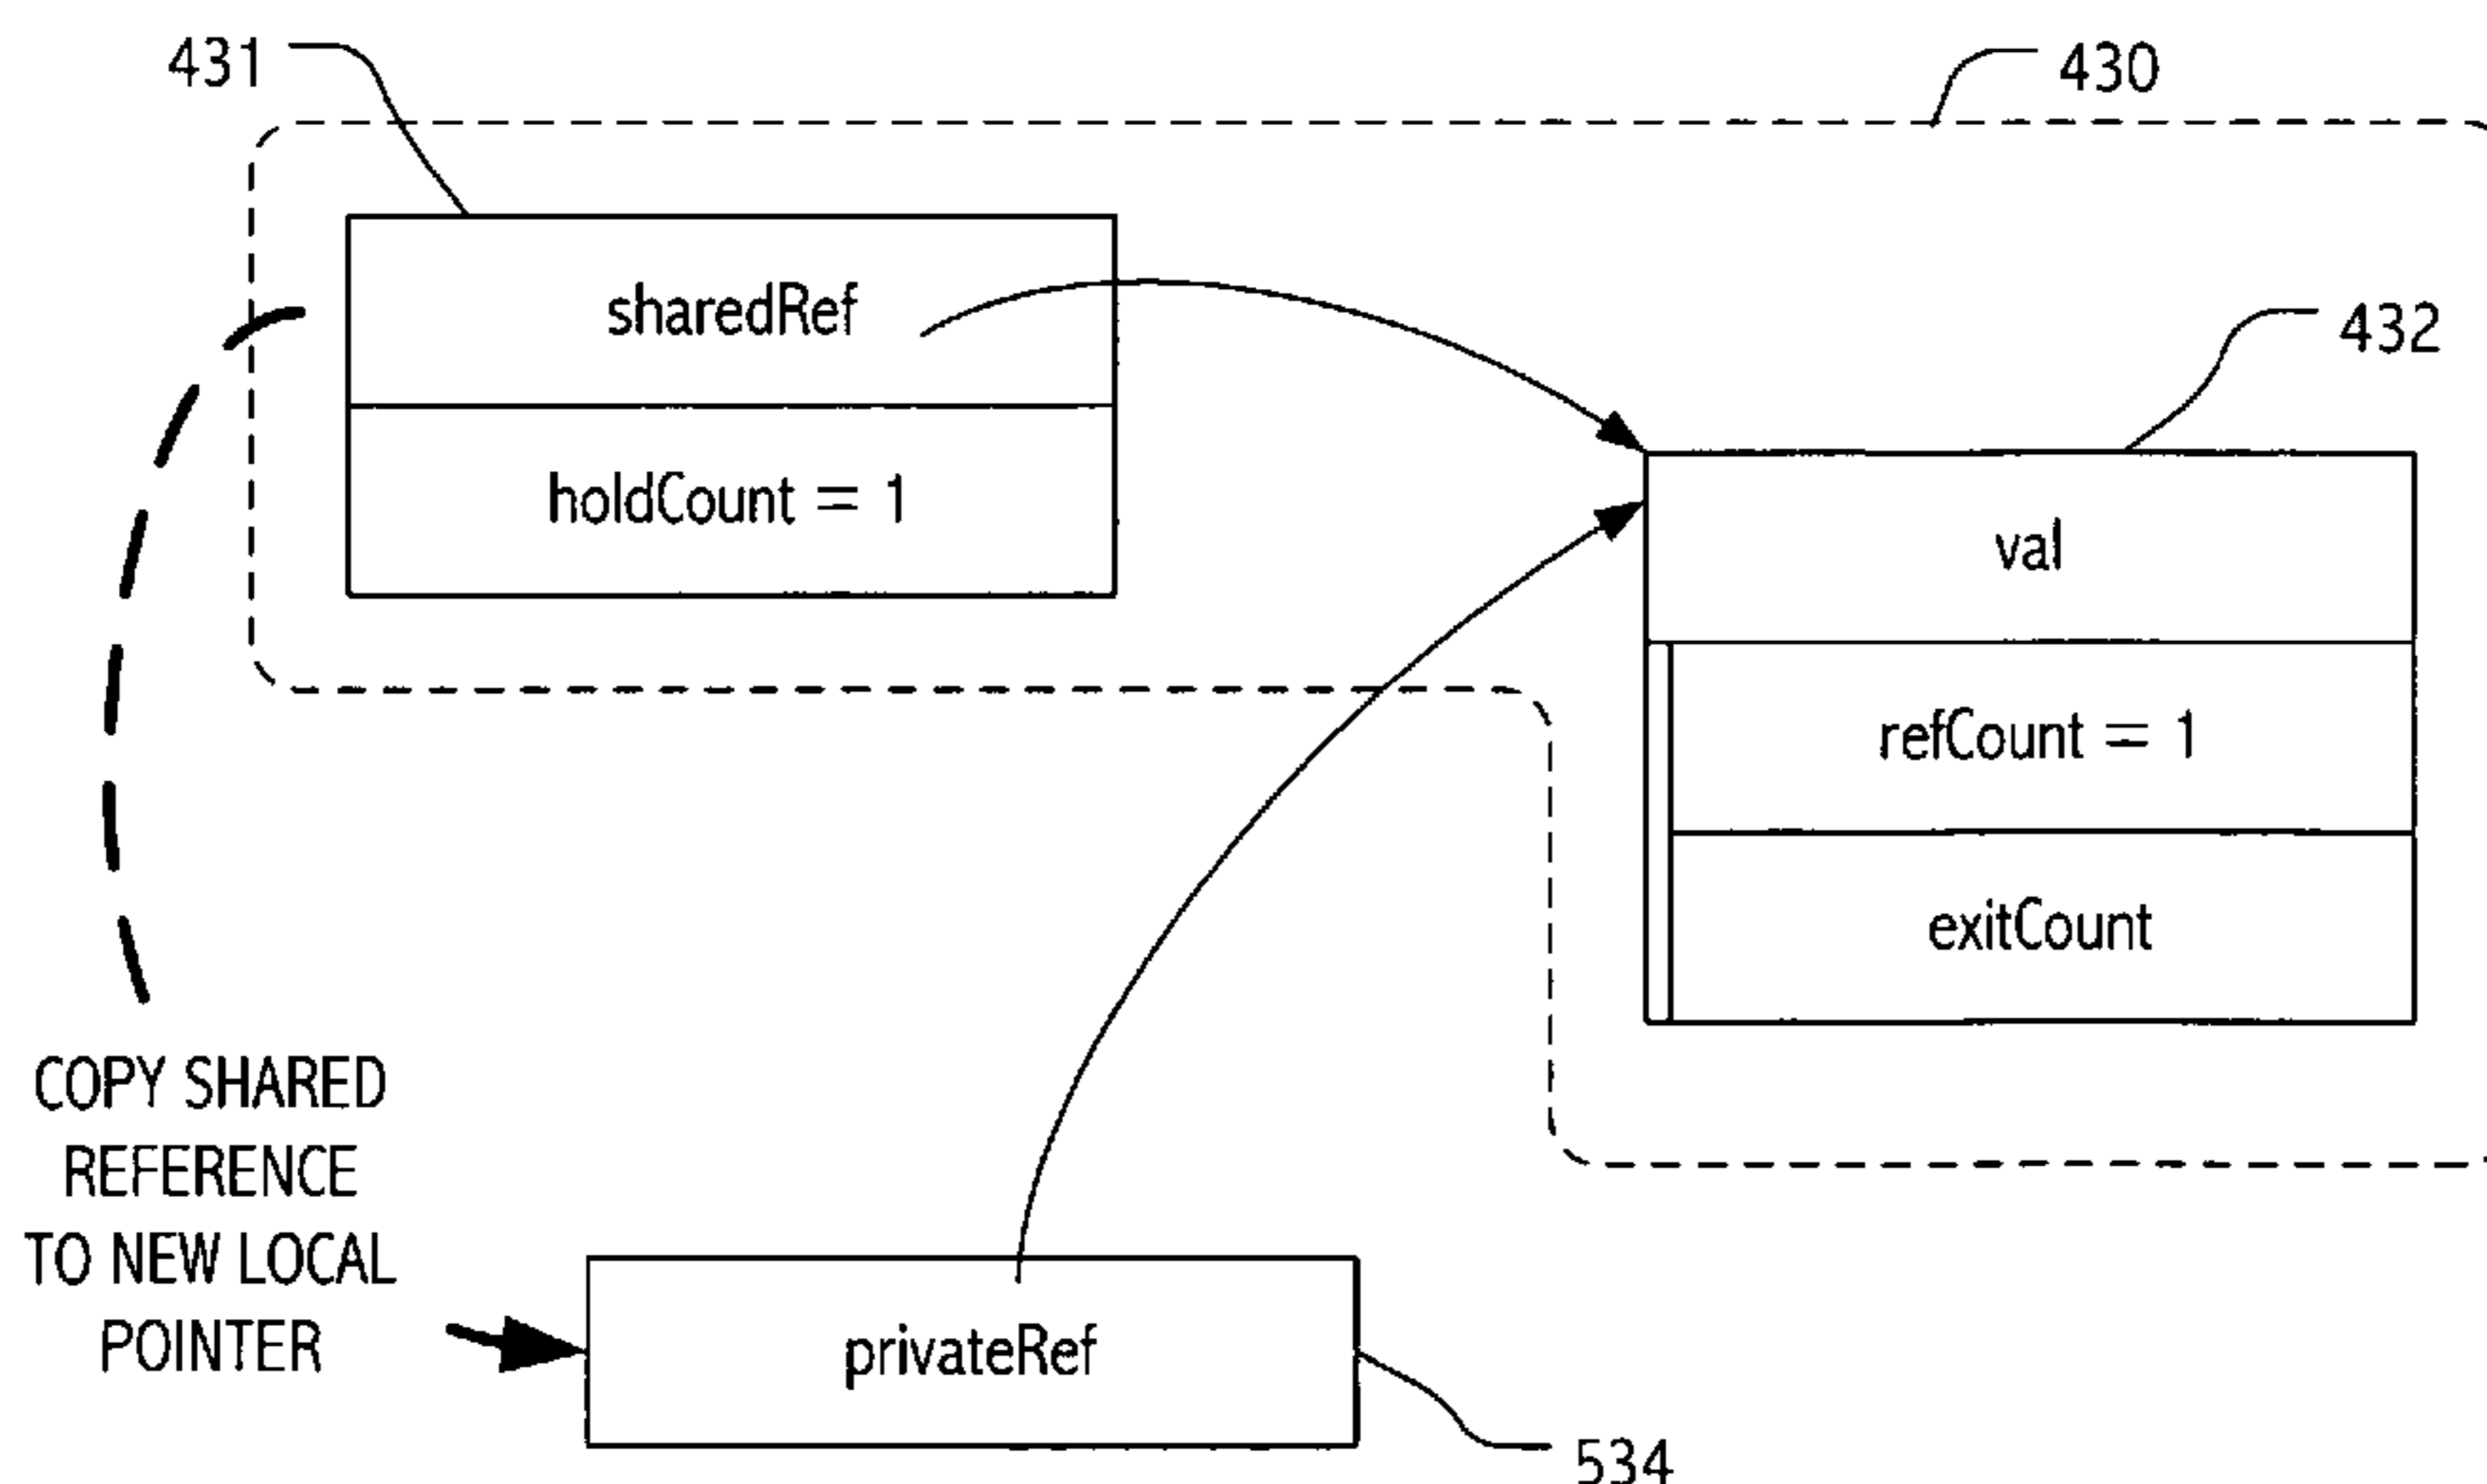 431
430
sharedRef
432
holdCount = 1
val
refCount = 1
exitCount
COPY SHARED
REFERENCE
TO NEW LOCAL
POINTER
privateRef
534